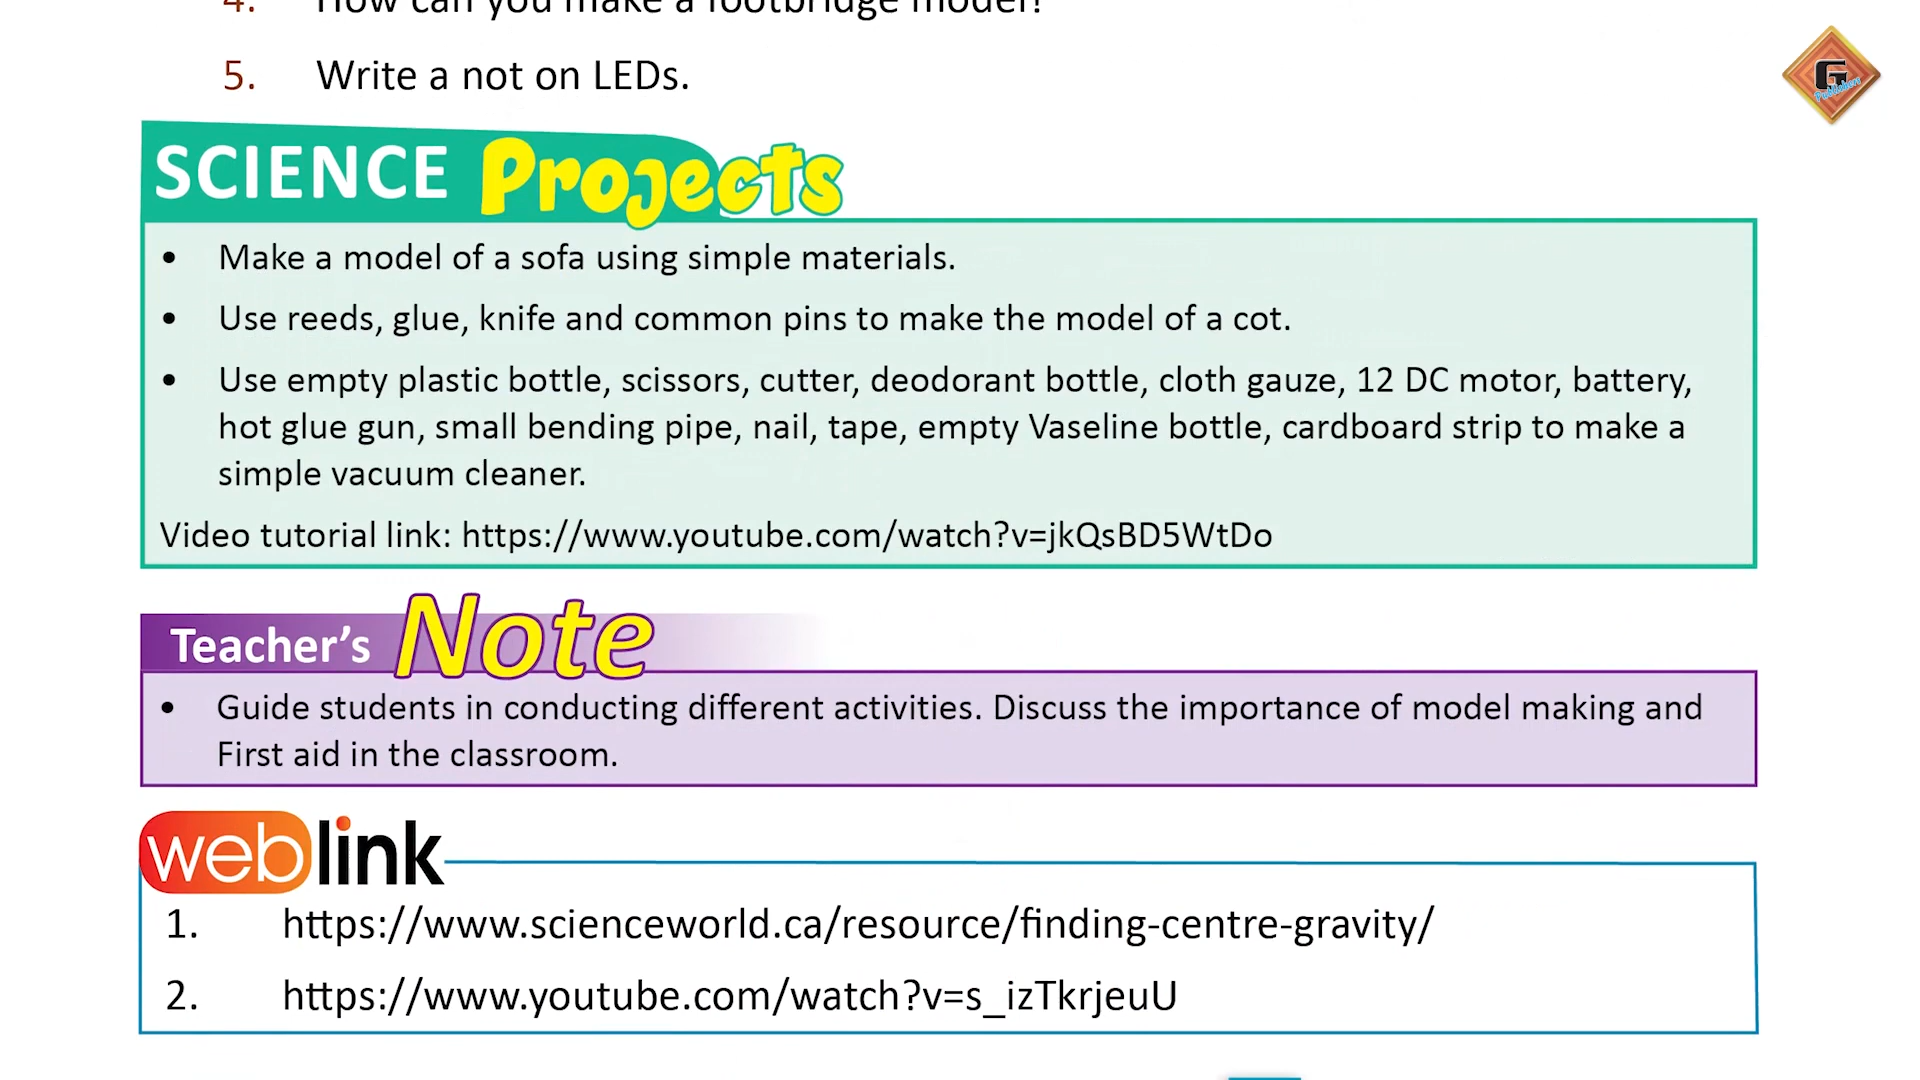 4. How can you make a footbridge model?
5. Write a not on LEDs.
G
Publishers
SCIENCE Projects
• Make a model of a sofa using simple materials.
• Use reeds, glue, knife and common pins to make the model of a cot.
• Use empty plastic bottle, scissors, cutter, deodorant bottle, cloth gauze, 12 DC motor, battery,
hot glue gun, small bending pipe, nail, tape, empty Vaseline bottle, cardboard strip to make a
simple vacuum cleaner.
Video tutorial link: https://www.youtube.com/watch?v=jkQsBD5WtDo
Teacher’s Note
• Guide students in conducting different activities. Discuss the importance of model making and
First aid in the classroom.
weblink
1. https://www.scienceworld.ca/resource/finding-centre-gravity/
2. https://www.youtube.com/watch?v=s_izTkrjeuU